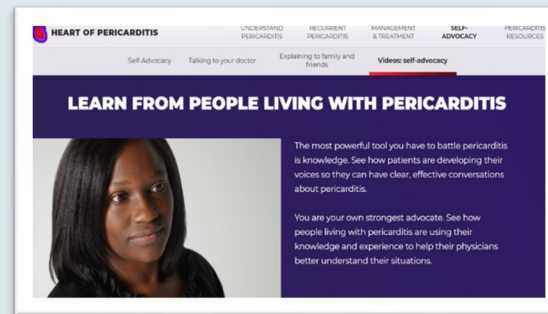 HEART OF PERICARDITIS
UNDERSTAND
PERICARDITIS
RECURRENT
PERICARDITIS
MANAGEMENT
& TREATMENT
SELF-
ADVOCACY
PERICARDITIS
RESOURCES
Self-Advocacy
Talking to your doctor
Explaining to family and
friends
Videos: self-advocacy
LEARN FROM PEOPLE LIVING WITH PERICARDITIS
The most powerful tool you have to battle pericarditis
is knowledge. See how patients are developing their
voices so they can have clear, effective conversations
about pericarditis.
You are your own strongest advocate. See how
people living with pericarditis are using their
knowledge and experience to help their physicians
better understand their situations.